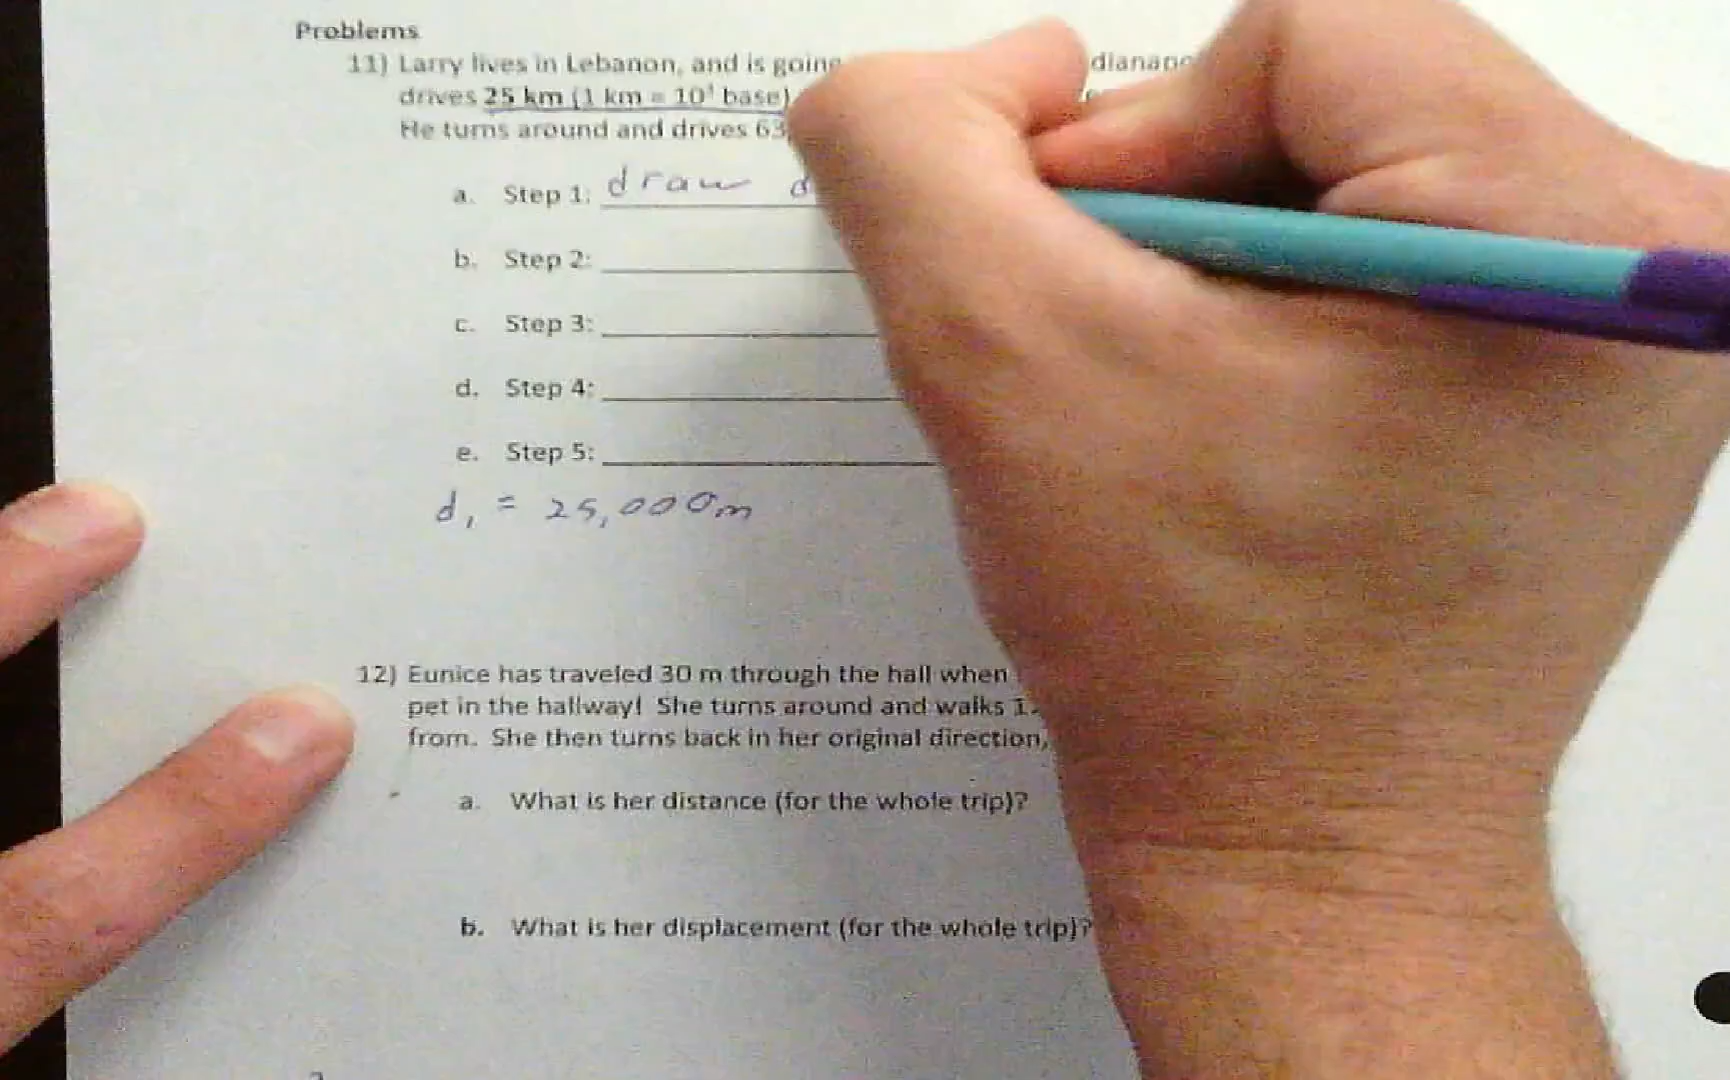 Problems
11) Larry lives in Lebanon, and is going
drives 25 km (1 km = 10³ base)
He turns around and drives 63
a. Step 1: draw d
b. Step 2:
c. Step 3:
d. Step 4:
e. Step 5:
d₁ = 25,000m
12) Eunice has traveled 30 m through the hall when
pet in the hallway! She turns around and walks 1
from. She then turns back in her original direction,
a. What is her distance (for the whole trip)?
b. What is her displacement (for the whole trip)?